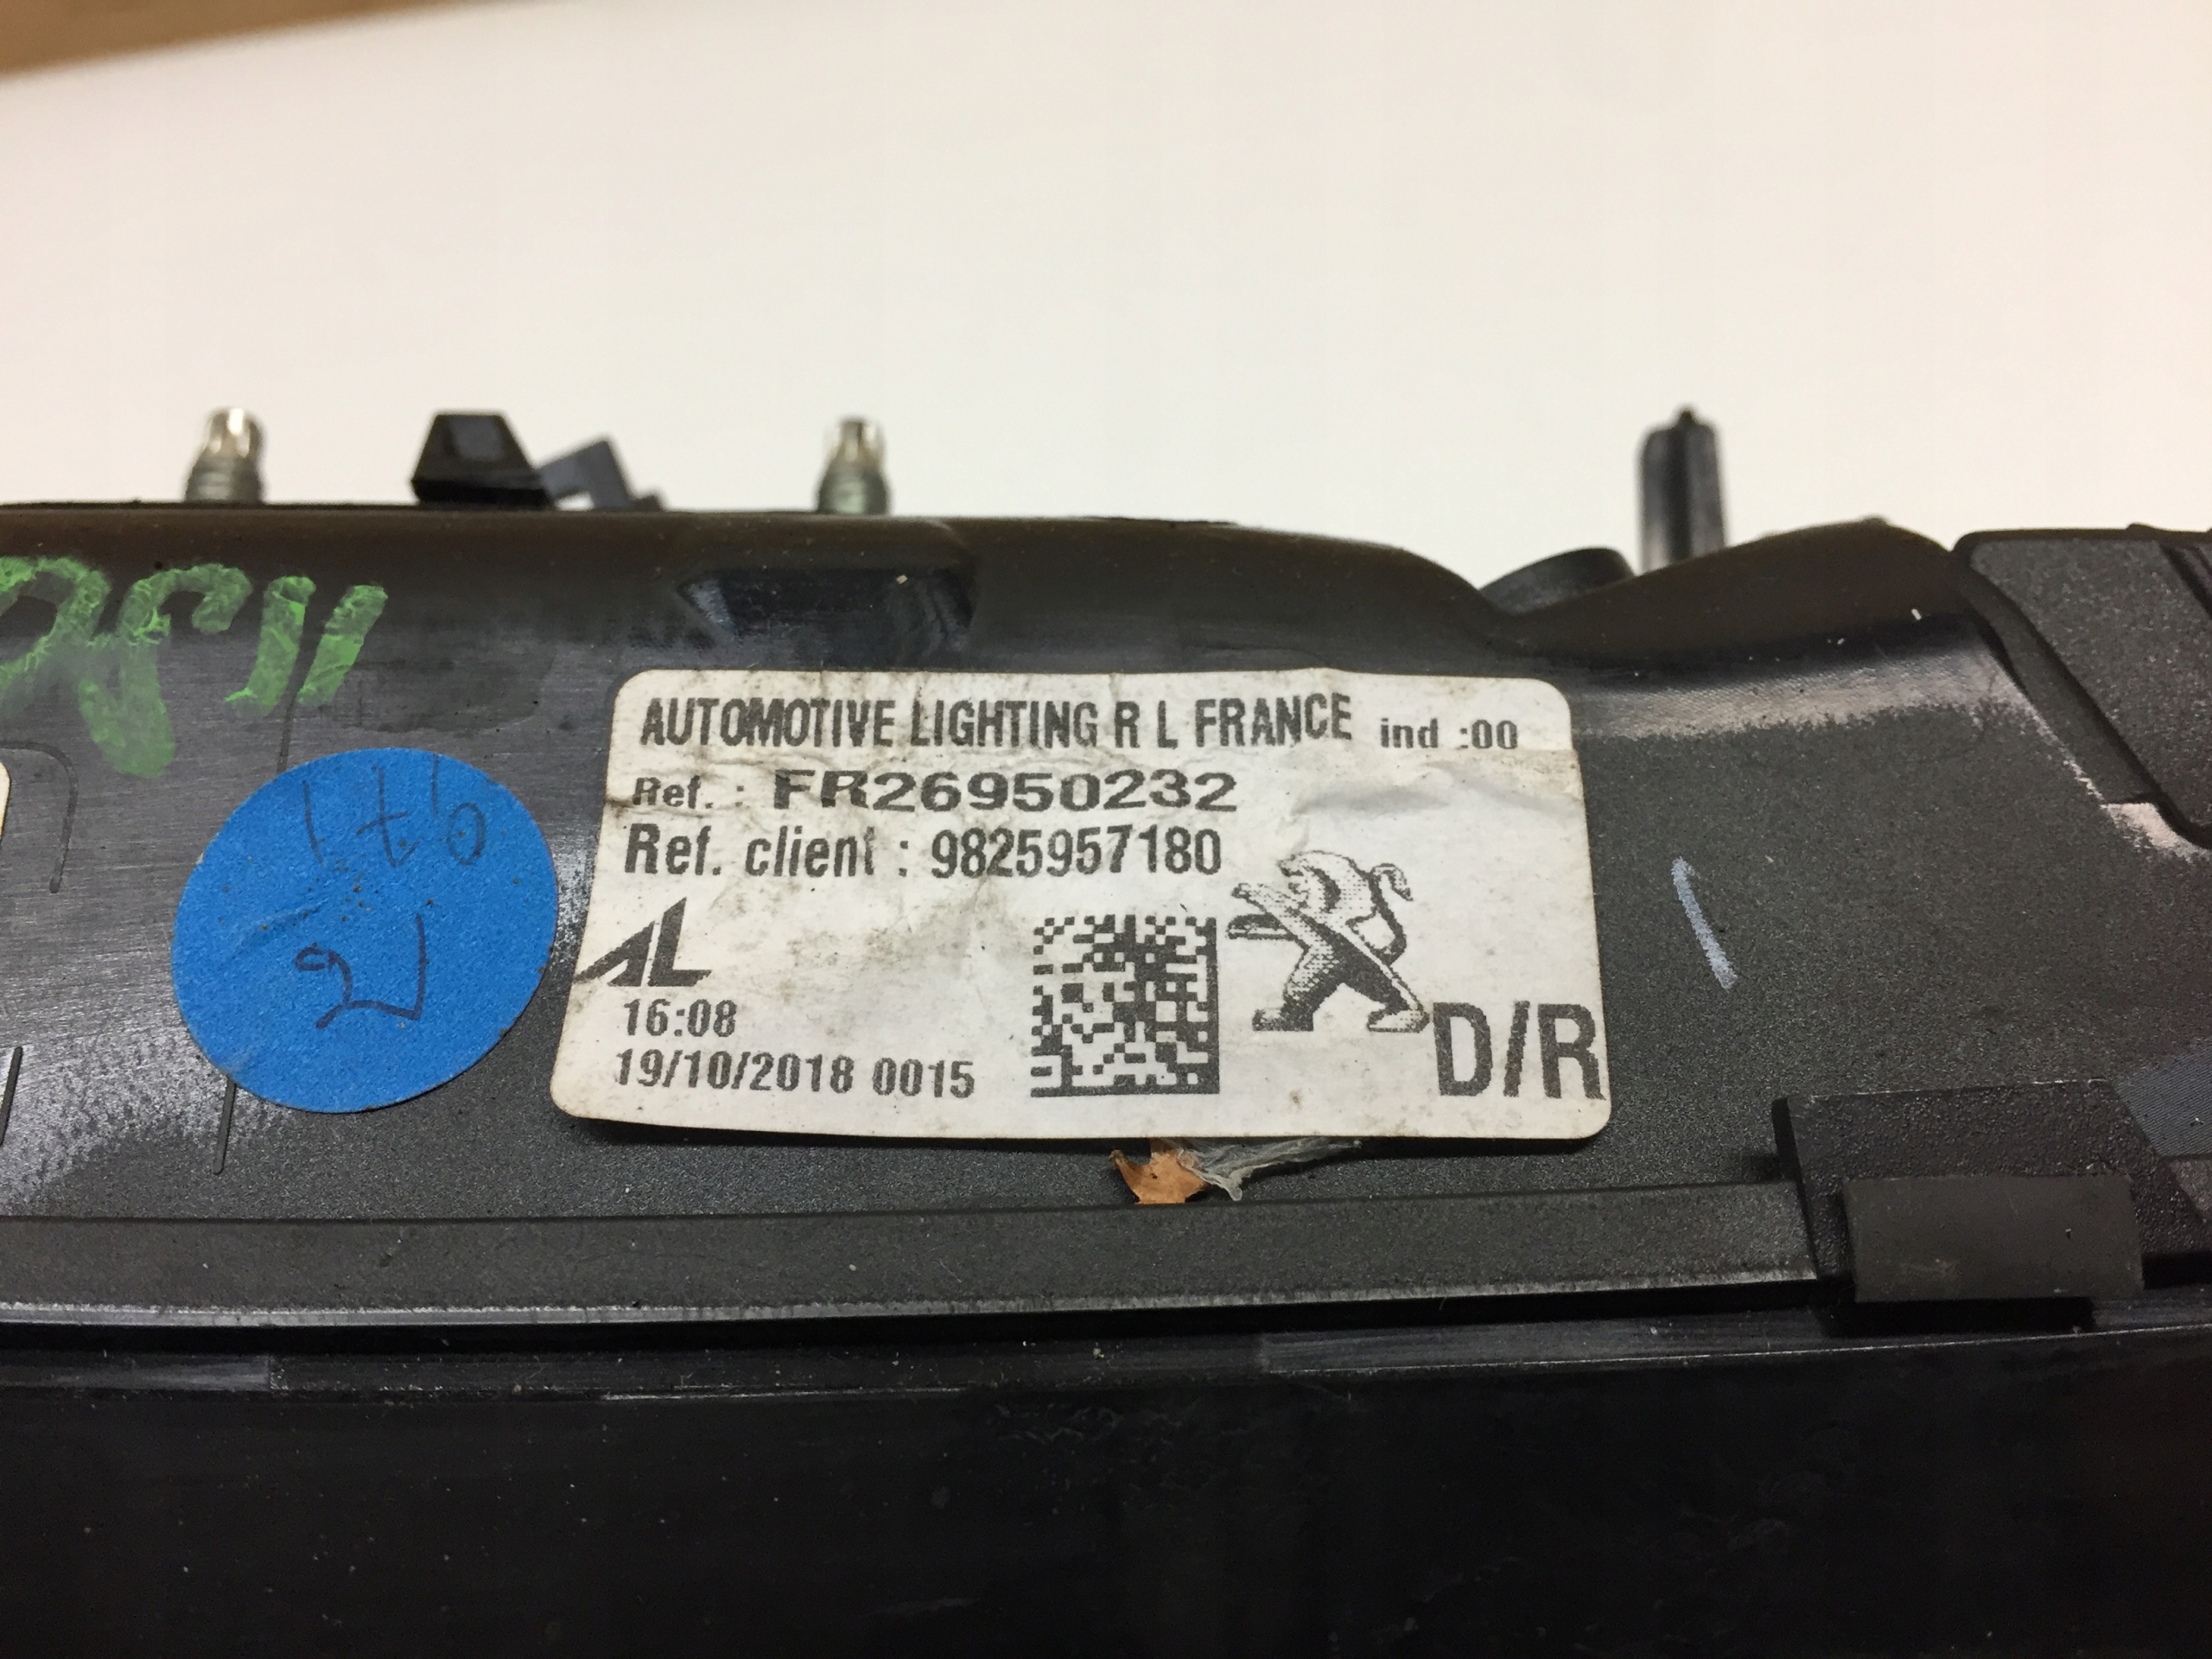 AUTOMOTIVE LIGHTING R L FRANCE ind :00
Ref. : FR26950232
Ref. client : 9825957180
AL
16:08
19/10/2018 0015
D/R